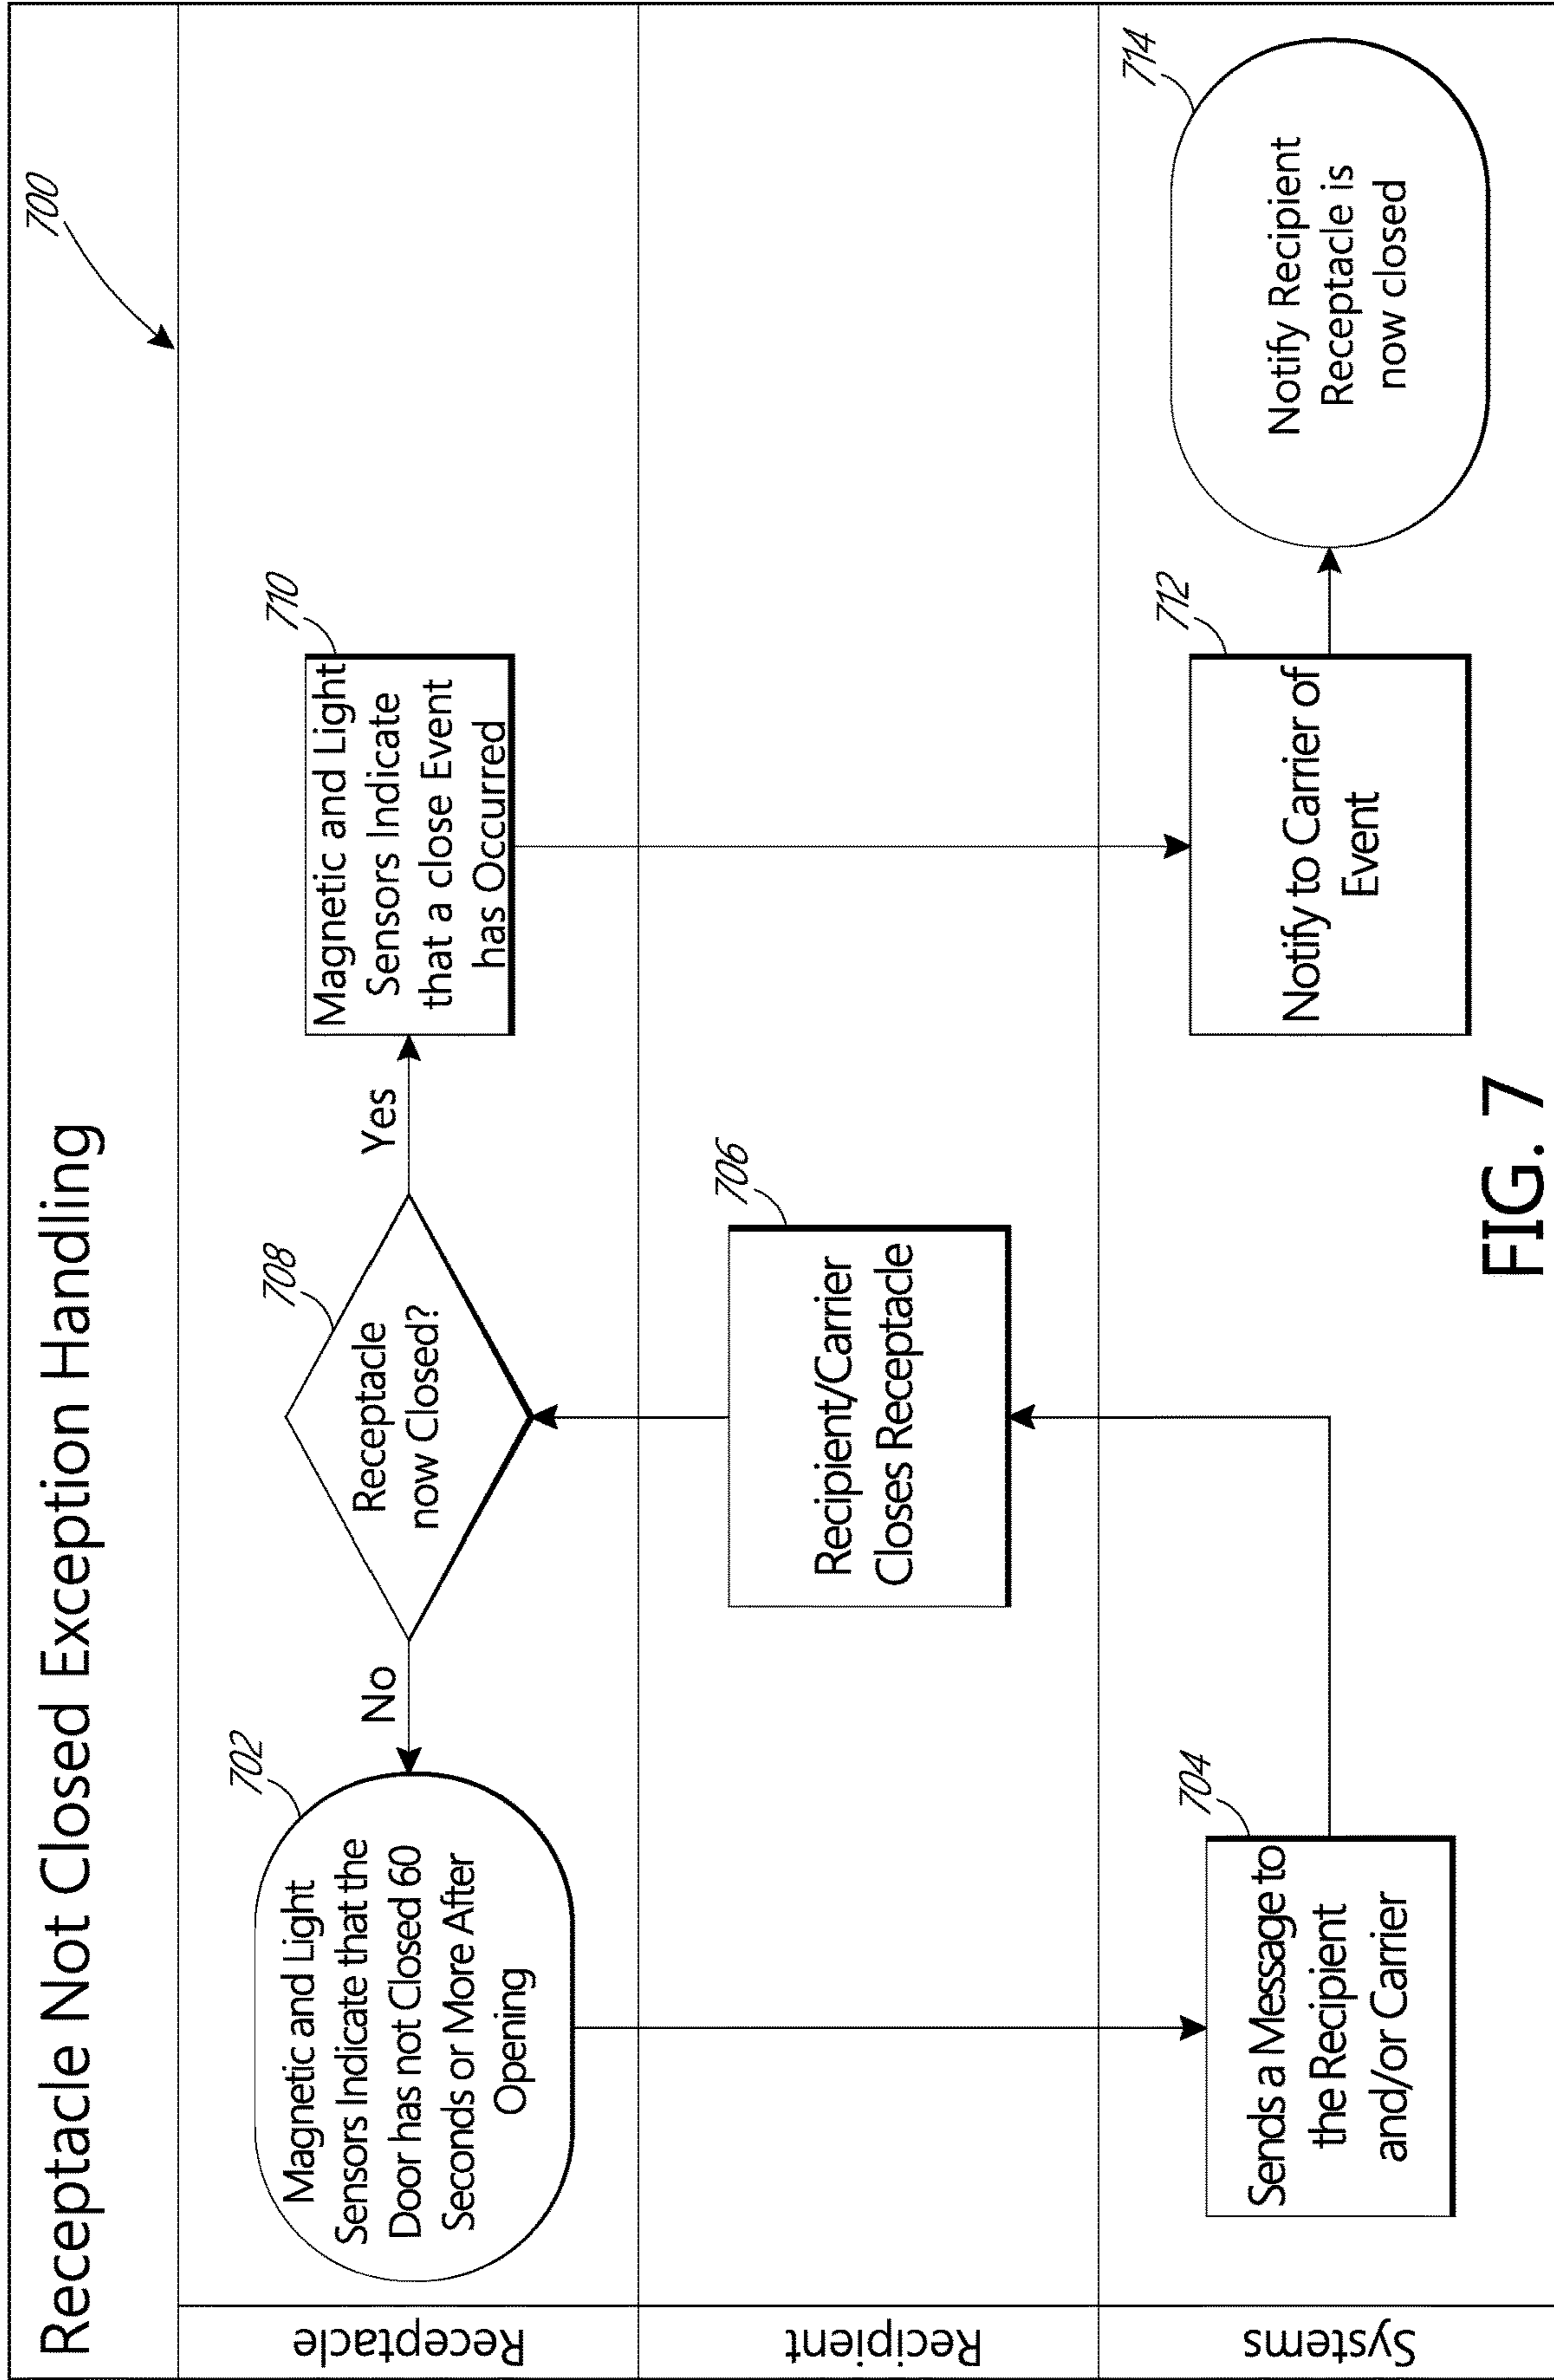 Receptacle Not Closed Exception Handling
700
Receptacle
702
Magnetic and Light
Sensors Indicate that the
Door has not Closed 60
Seconds or More After
Opening
No
708
Receptacle
now Closed?
Yes
710
Magnetic and Light
Sensors Indicate
that a close Event
has Occurred
Recipient
706
Recipient/Carrier
Closes Receptacle
Systems
704
Sends a Message to
the Recipient
and/or Carrier
712
Notify to Carrier of
Event
714
Notify Recipient
Receptacle is
now closed
FIG. 7